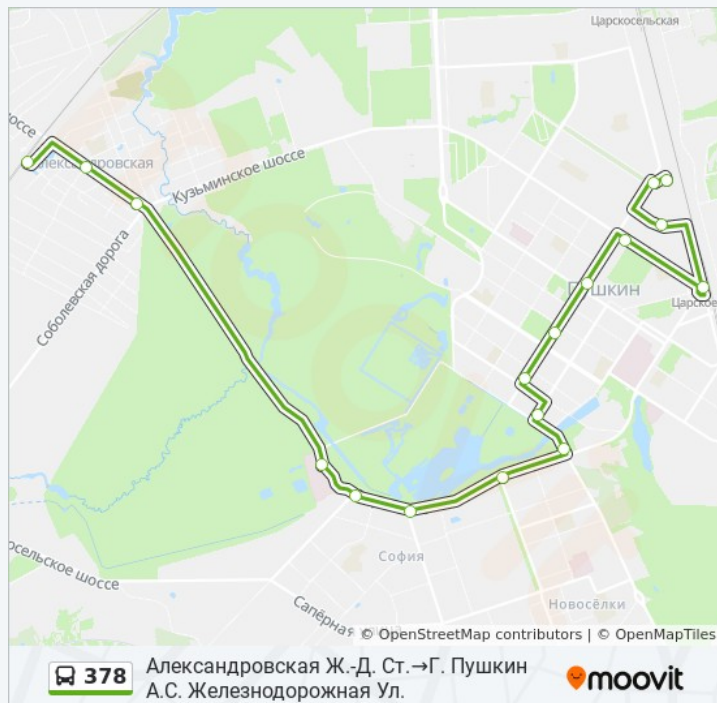 Царскосельская
шоссе
Александровская
Кузьминское шоссе
Соболевская дорога
Пушкин
Царское
София
сельское шоссе
Новосёлки
Сапёрная улица
© OpenStreetMap contributors | © OpenMapTiles
378
Александровская Ж.-Д. Ст.→Г. Пушкин
А.С. Железнодорожная Ул.
moovit